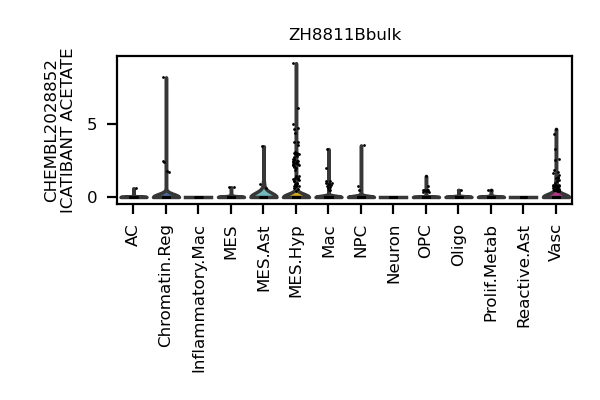 ZH8811Bbulk
CHEMBL2028852
ICATIBANT ACETATE
5
0
AC
Chromatin.Reg
Inflammatory.Mac
MES
MES.Ast
MES.Hyp
Mac
NPC
Neuron
OPC
Oligo
Prolif.Metab
Reactive.Ast
Vasc